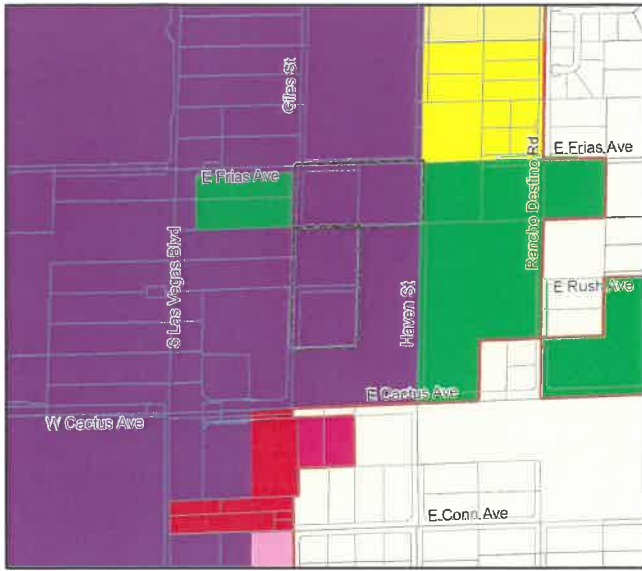 Giles St
E Frias Ave
E Frias Ave
Rancho Destino Rd
S Las Vegas Blvd
Haven St
E Rush Ave
E Cactus Ave
W Cactus Ave
E Conn Ave